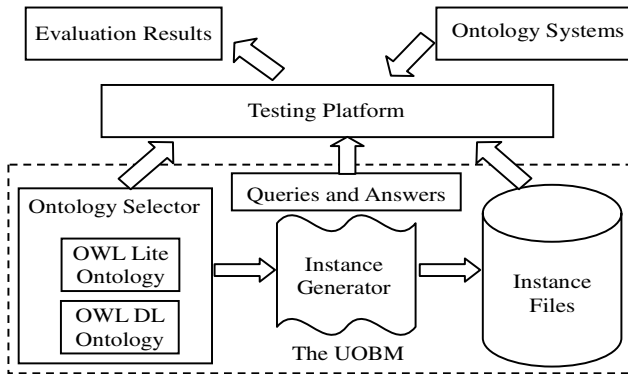 Evaluation Results
Ontology Systems
Testing Platform
Queries and Answers
Ontology Selector
OWL Lite
Ontology
OWL DL
Ontology
Instance
Generator
Instance
Files
The UOBM